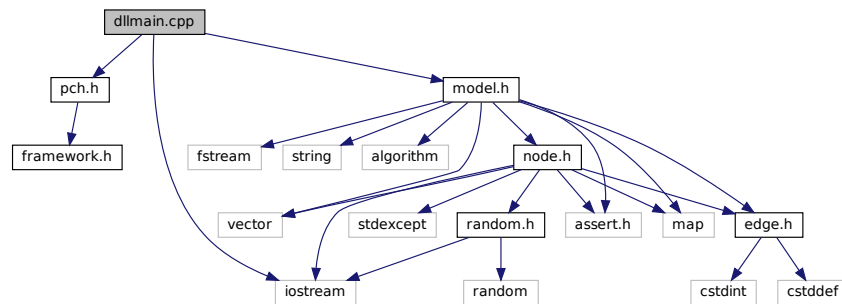 dllmain.cpp
pch.h
model.h
framework.h
fstream
string
algorithm
node.h
vector
stdexcept
random.h
assert.h
map
edge.h
iostream
random
cstdint
cstddef